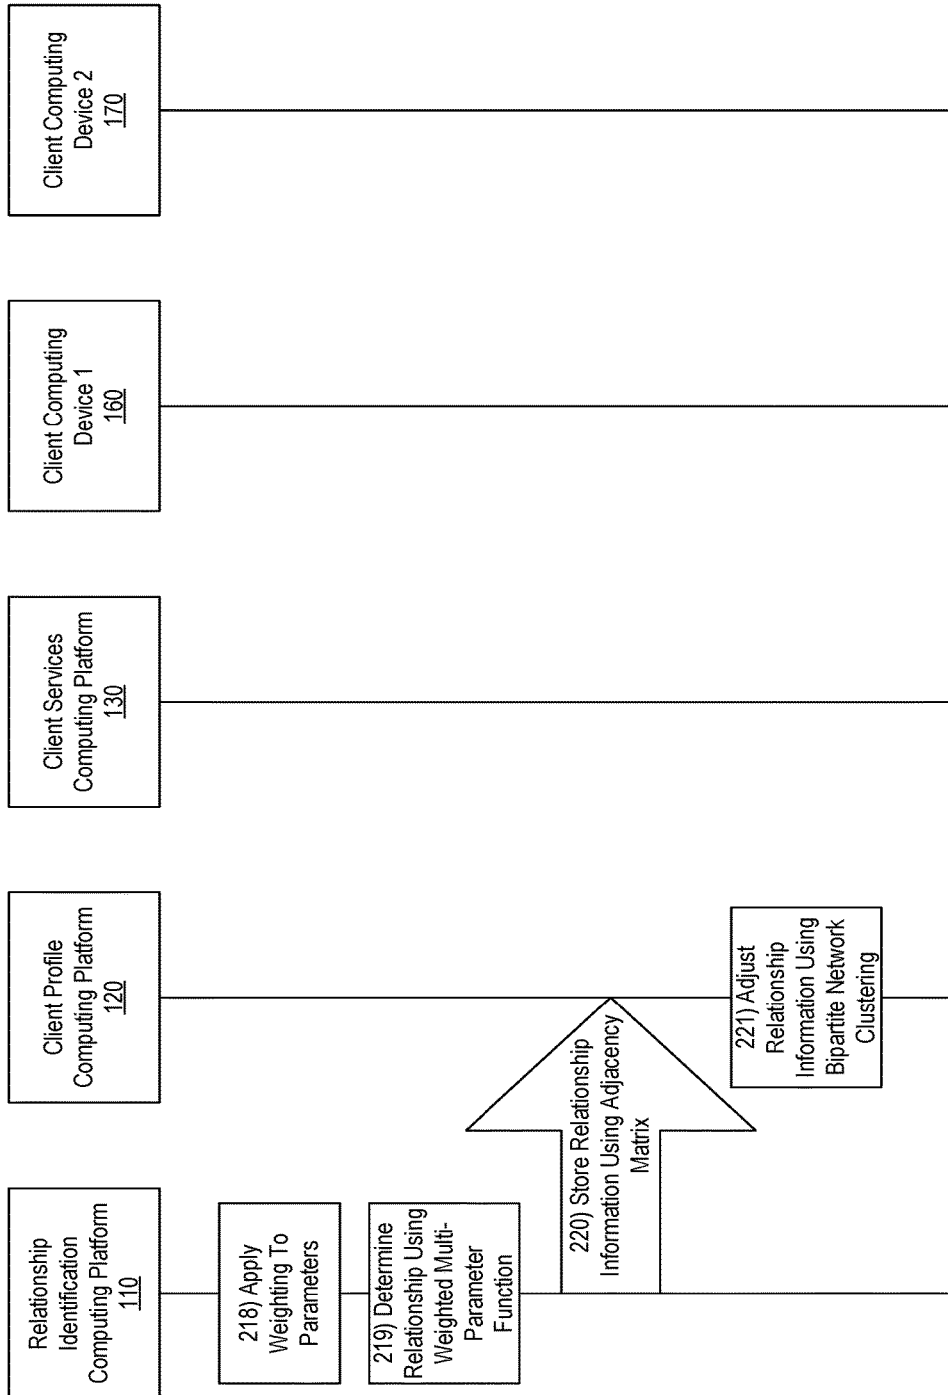 Relationship
Identification
Computing Platform
110
Client Profile
Computing Platform
120
Client Services
Computing Platform
130
Client Computing
Device 1
160
Client Computing
Device 2
170
218) Apply
Weighting To
Parameters
219) Determine
Relationship Using
Weighted Multi-
Parameter
Function
220) Store Relationship
Information Using Adjacency
Matrix
221) Adjust
Relationship
Information Using
Bipartite Network
Clustering